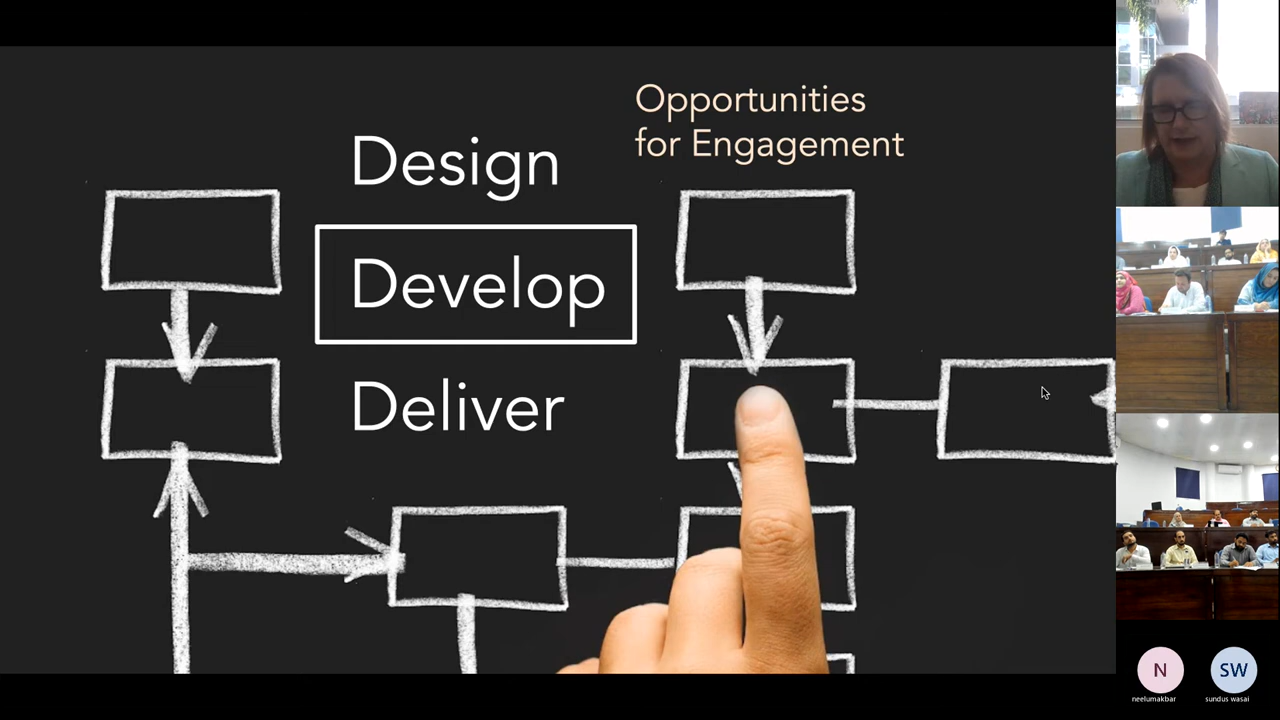 Opportunities
for Engagement
Design
Develop
Deliver
N
SW
neelumakbar
sundus wasai